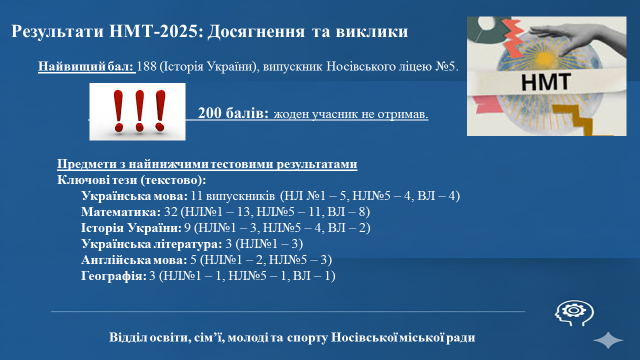 Результати НМТ-2025: Досягнення та виклики
Найвищий бал: 188 (Історія України), випускник Носівського ліцею №5.
НМТ
200 балів: жоден учасник не отримав.
Предмети з найнижчими тестовими результатами
Ключові тези (текстово):
Українська мова: 11 випускників (НЛ №1 – 5, НЛ№5 – 4, ВЛ – 4)
Математика: 32 (НЛ№1 – 13, НЛ№5 – 11, ВЛ – 8)
Історія України: 9 (НЛ№1 – 3, НЛ№5 – 4, ВЛ – 2)
Українська література: 3 (НЛ№1 – 3)
Англійська мова: 5 (НЛ№1 – 2, НЛ№5 – 3)
Географія: 3 (НЛ№1 – 1, НЛ№5 – 1, ВЛ – 1)
Відділ освіти, сім’ї, молоді та спорту Носівської міської ради